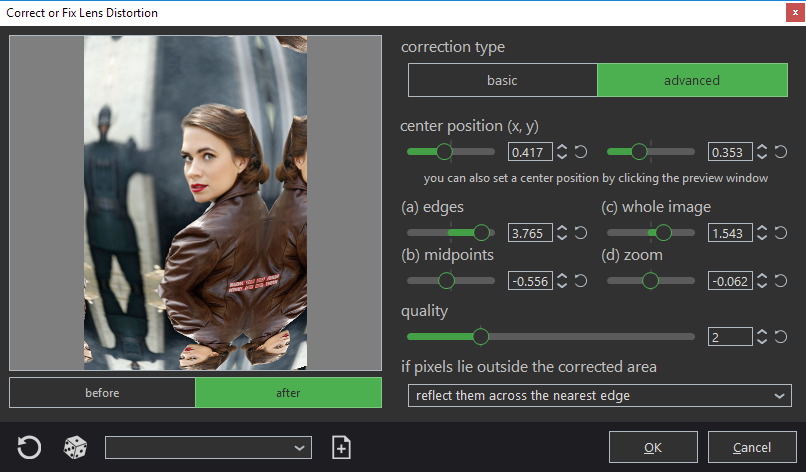 Correct or Fix Lens Distortion
x
correction type
basic
advanced
center position (x, y)
0.417
0.353
you can also set a center position by clicking the preview window
(a) edges
(c) whole image
3.765
1.543
(b) midpoints
(d) zoom
-0.556
-0.062
quality
2
if pixels lie outside the corrected area
reflect them across the nearest edge
before
after
OK
Cancel